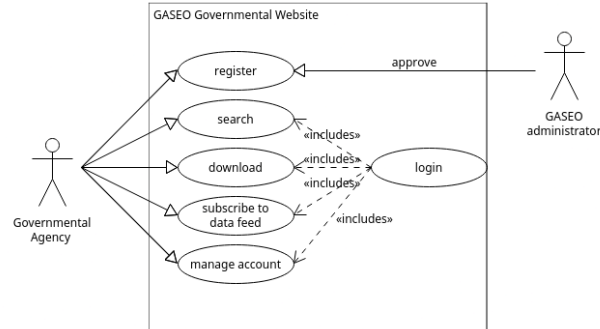 GASEO Governmental Website
register
approve
GASEO
administrator
search
«includes»
download
«includes»
login
«includes»
Governmental
Agency
subscribe to
data feed
«includes»
manage account